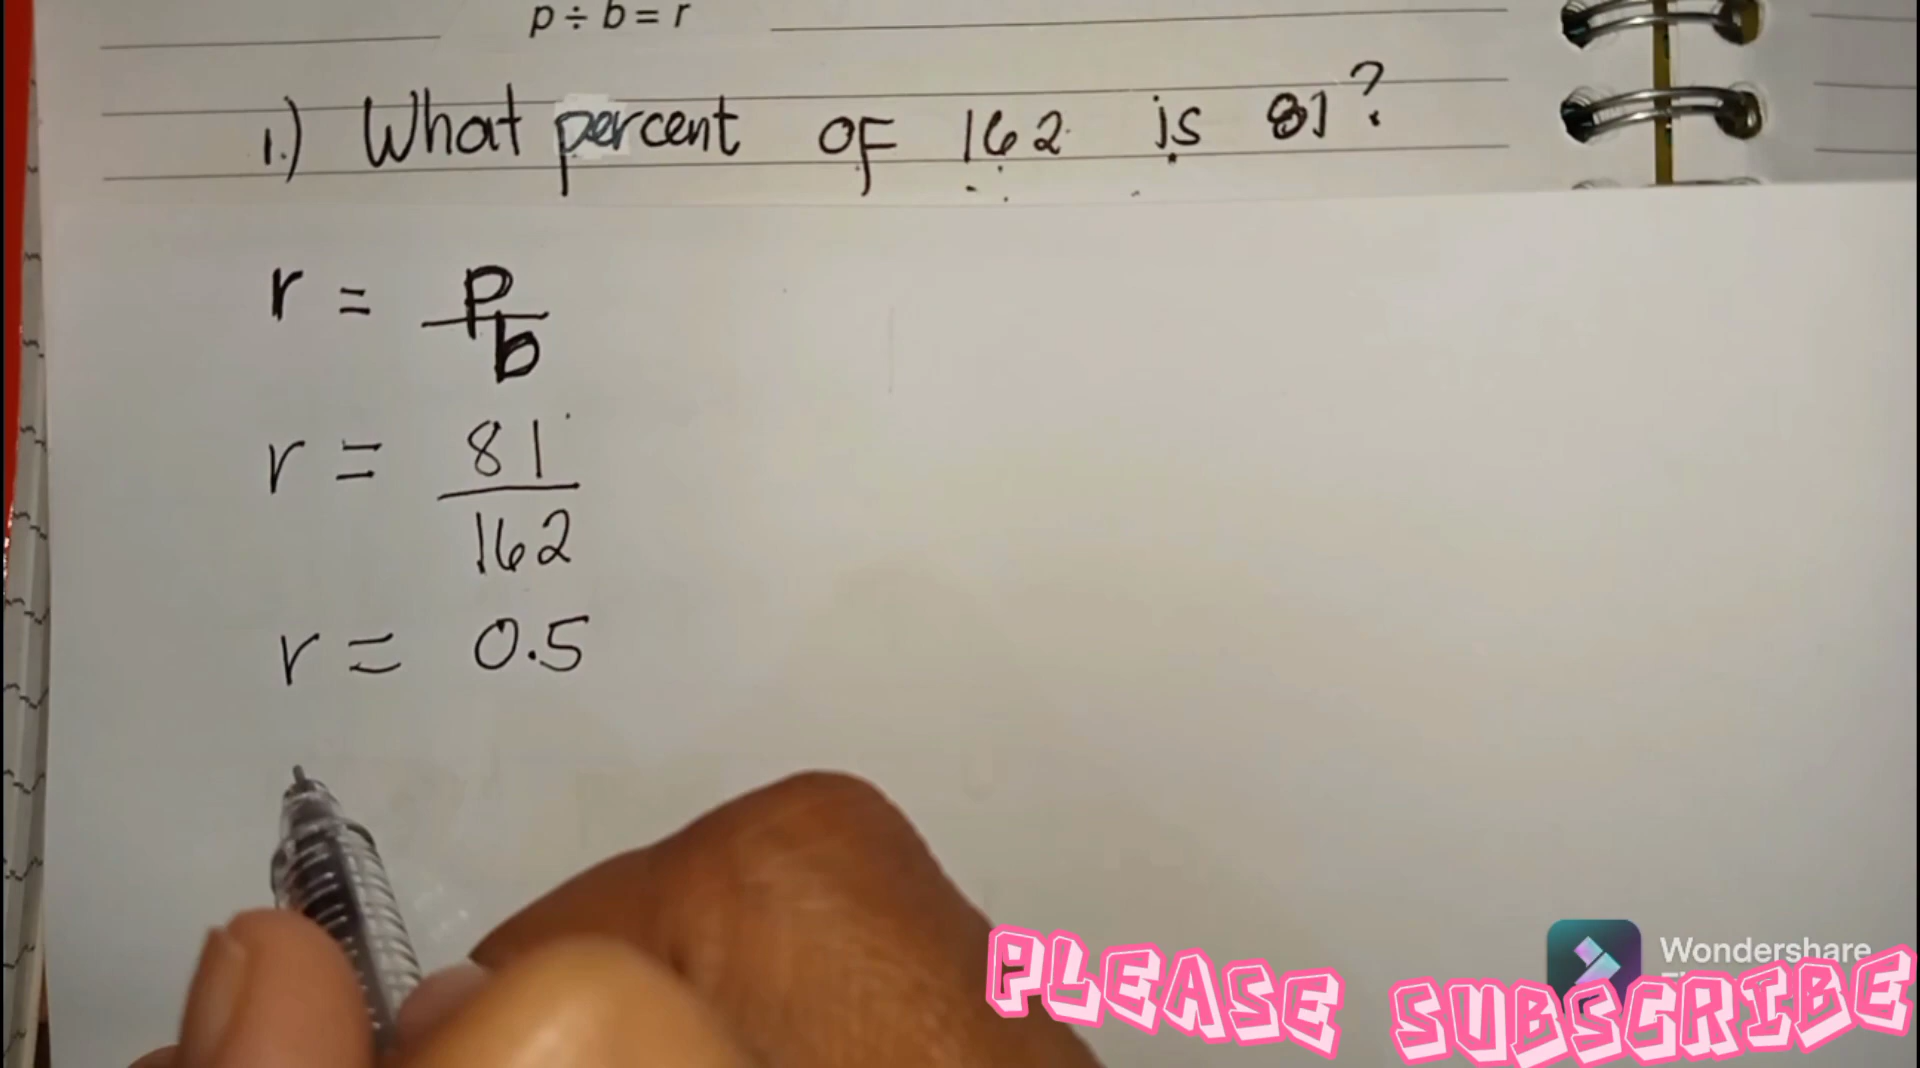 p ÷ b = r
1.) What percent OF 162 is 81?
r = p/b
r = 81/162
r = 0.5
Wondershare
PLEASE SUBSCRIBE